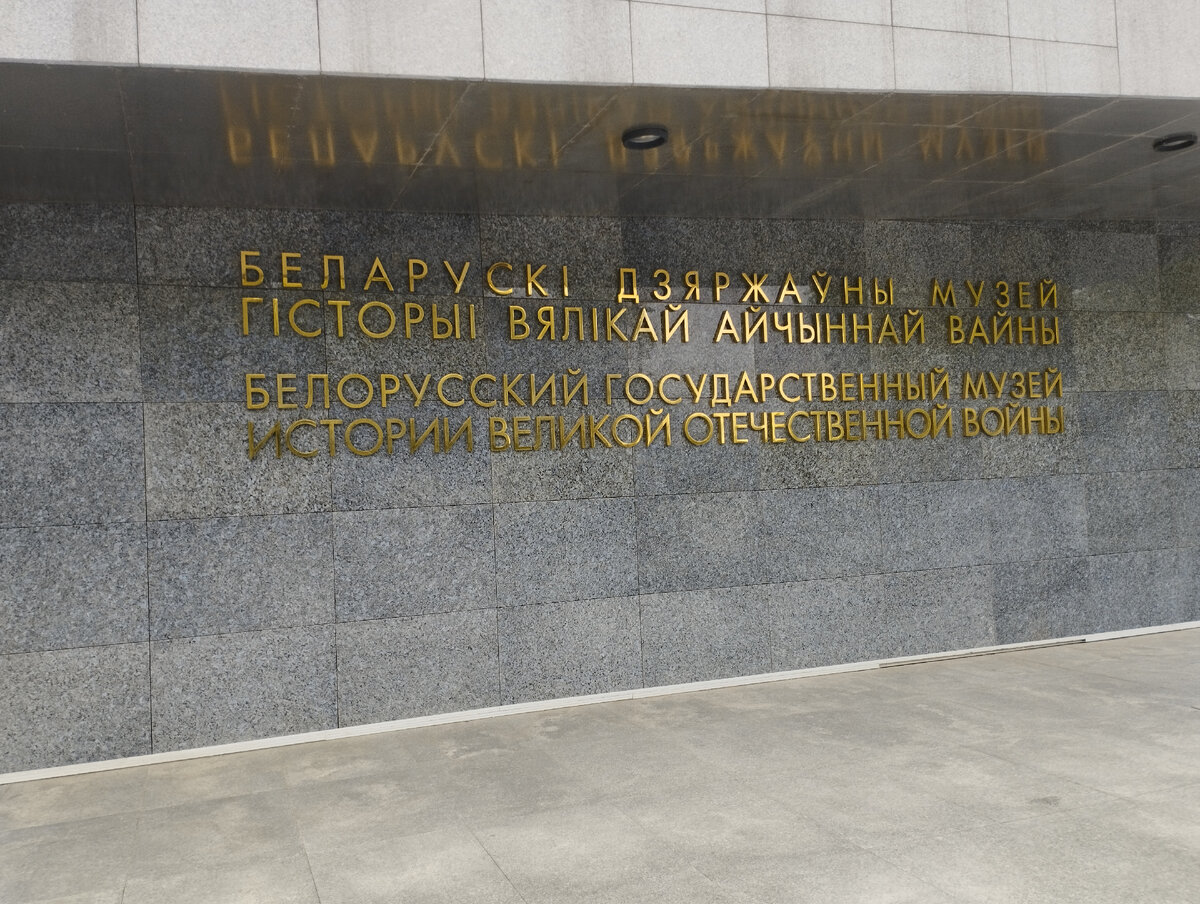 БЕЛАРУСКІ ДЗЯРЖАЎНЫ МУЗЕЙ
ГІСТОРЫІ ВЯЛІКАЙ АЙЧЫННАЙ ВАЙНЫ
БЕЛОРУССКИЙ ГОСУДАРСТВЕННЫЙ МУЗЕЙ
ИСТОРИИ ВЕЛИКОЙ ОТЕЧЕСТВЕННОЙ ВОЙНЫ